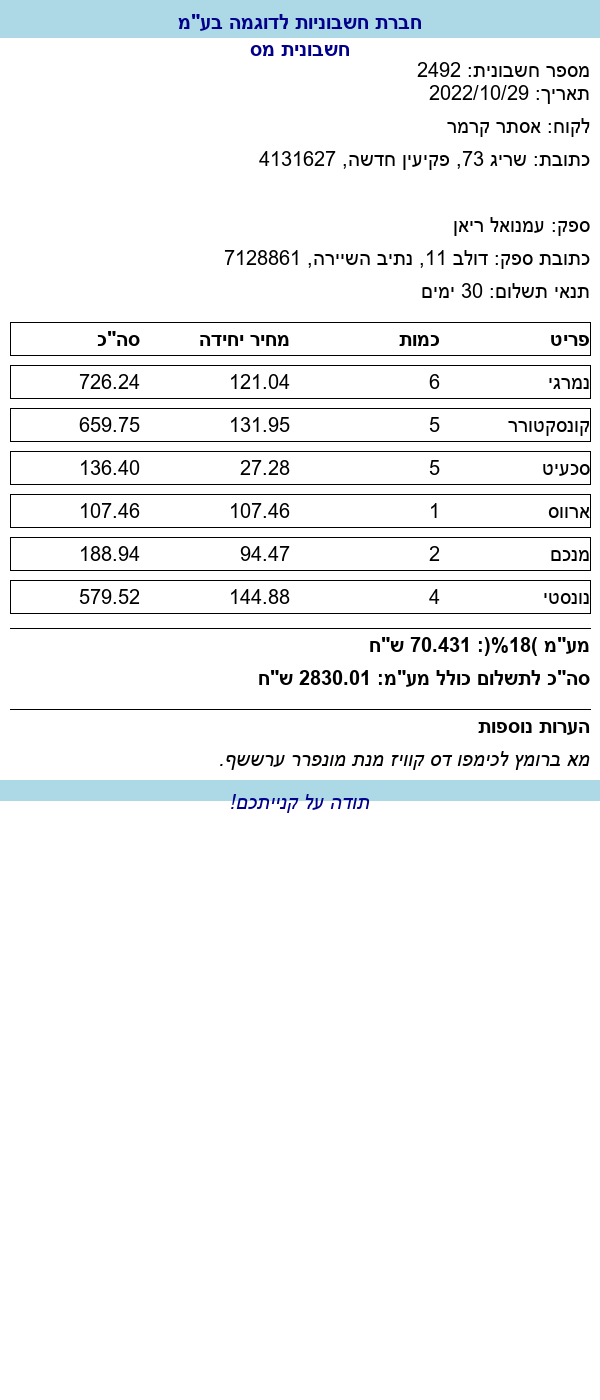 חברת חשבוניות לדוגמה בע"מ
חשבונית מס
מספר חשבונית: 2492
תאריך: 2022/10/29
לקוח: אסתר קרמר
כתובת: שריג 73, פקיעין חדשה, 4131627
ספק: עמנואל ריאן
כתובת ספק: דולב 11, נתיב השיירה, 7128861
תנאי תשלום: 30 ימים
פריט כמות מחיר יחידה סה"כ
נמרגי 6 121.04 726.24
קונסקטורר 5 131.95 659.75
סכעיט 5 27.28 136.40
ארווס 1 107.46 107.46
מנכם 2 94.47 188.94
נונסטי 4 144.88 579.52
מע"מ )18%(: 70.431 ש"ח
סה"כ לתשלום כולל מע"מ: 2830.01 ש"ח
הערות נוספות
מא ברומץ לכימפו דס קוויז מנת מונפרר ערששף.
תודה על קנייתכם!